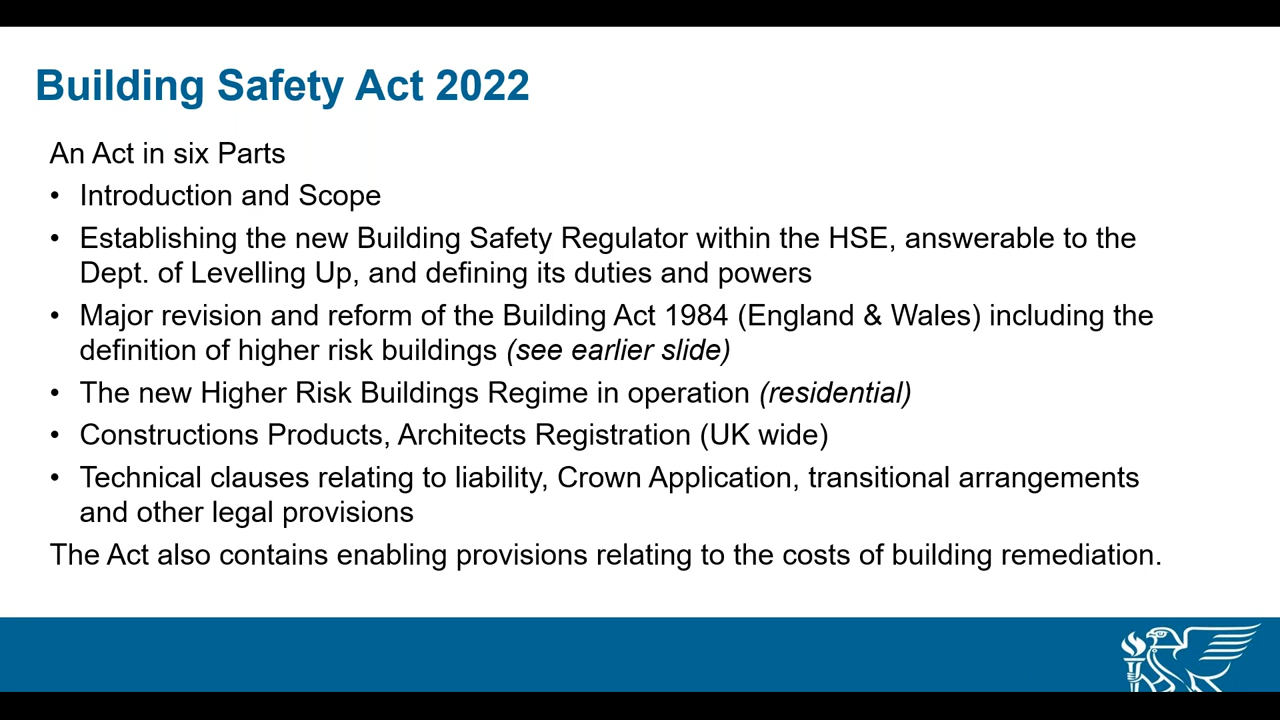 Building Safety Act 2022
An Act in six Parts
• Introduction and Scope
• Establishing the new Building Safety Regulator within the HSE, answerable to the
Dept. of Levelling Up, and defining its duties and powers
• Major revision and reform of the Building Act 1984 (England & Wales) including the
definition of higher risk buildings (see earlier slide)
• The new Higher Risk Buildings Regime in operation (residential)
• Constructions Products, Architects Registration (UK wide)
• Technical clauses relating to liability, Crown Application, transitional arrangements
and other legal provisions
The Act also contains enabling provisions relating to the costs of building remediation.